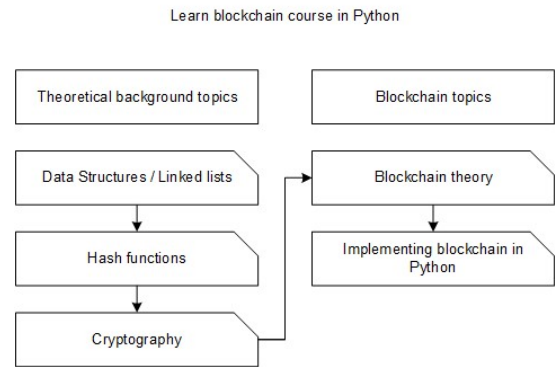 Learn blockchain course in Python
Theoretical background topics
Data Structures / Linked lists
Hash functions
Cryptography
Blockchain topics
Blockchain theory
Implementing blockchain in
Python